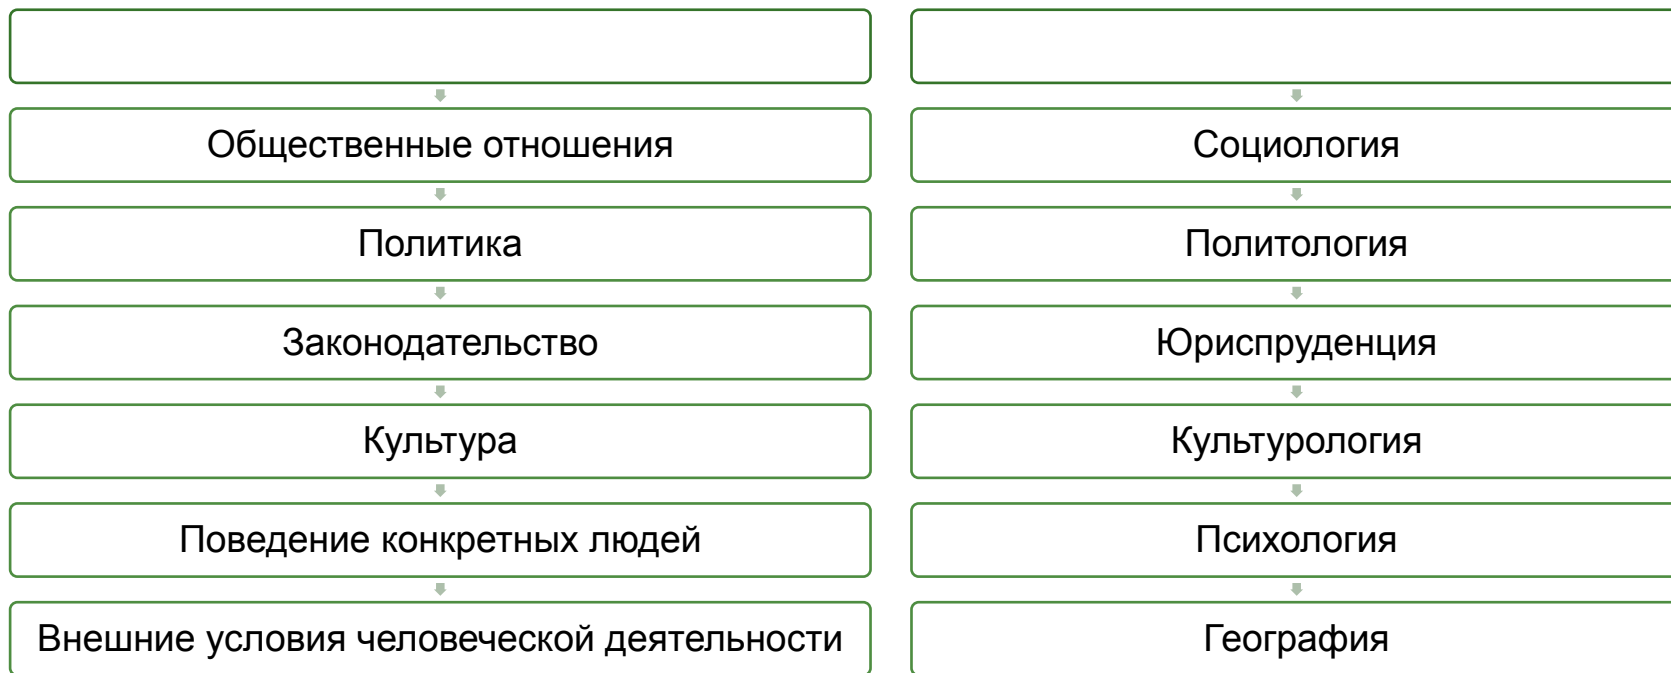 Общественные отношения
Политика
Законодательство
Культура
Поведение конкретных людей
Внешние условия человеческой деятельности
Социология
Политология
Юриспруденция
Культурология
Психология
География